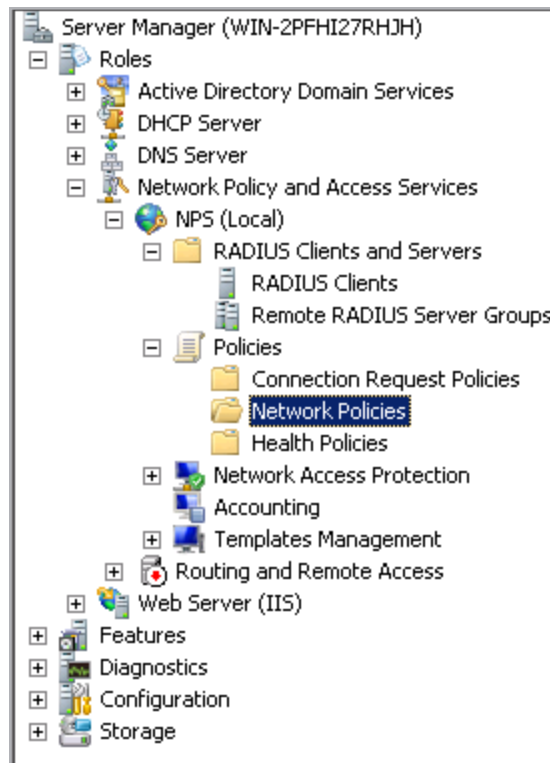 Server Manager (WIN-2PFHI27RHJH)
Roles
Active Directory Domain Services
DHCP Server
DNS Server
Network Policy and Access Services
NPS (Local)
RADIUS Clients and Servers
RADIUS Clients
Remote RADIUS Server Groups
Policies
Connection Request Policies
Network Policies
Health Policies
Network Access Protection
Accounting
Templates Management
Routing and Remote Access
Web Server (IIS)
Features
Diagnostics
Configuration
Storage